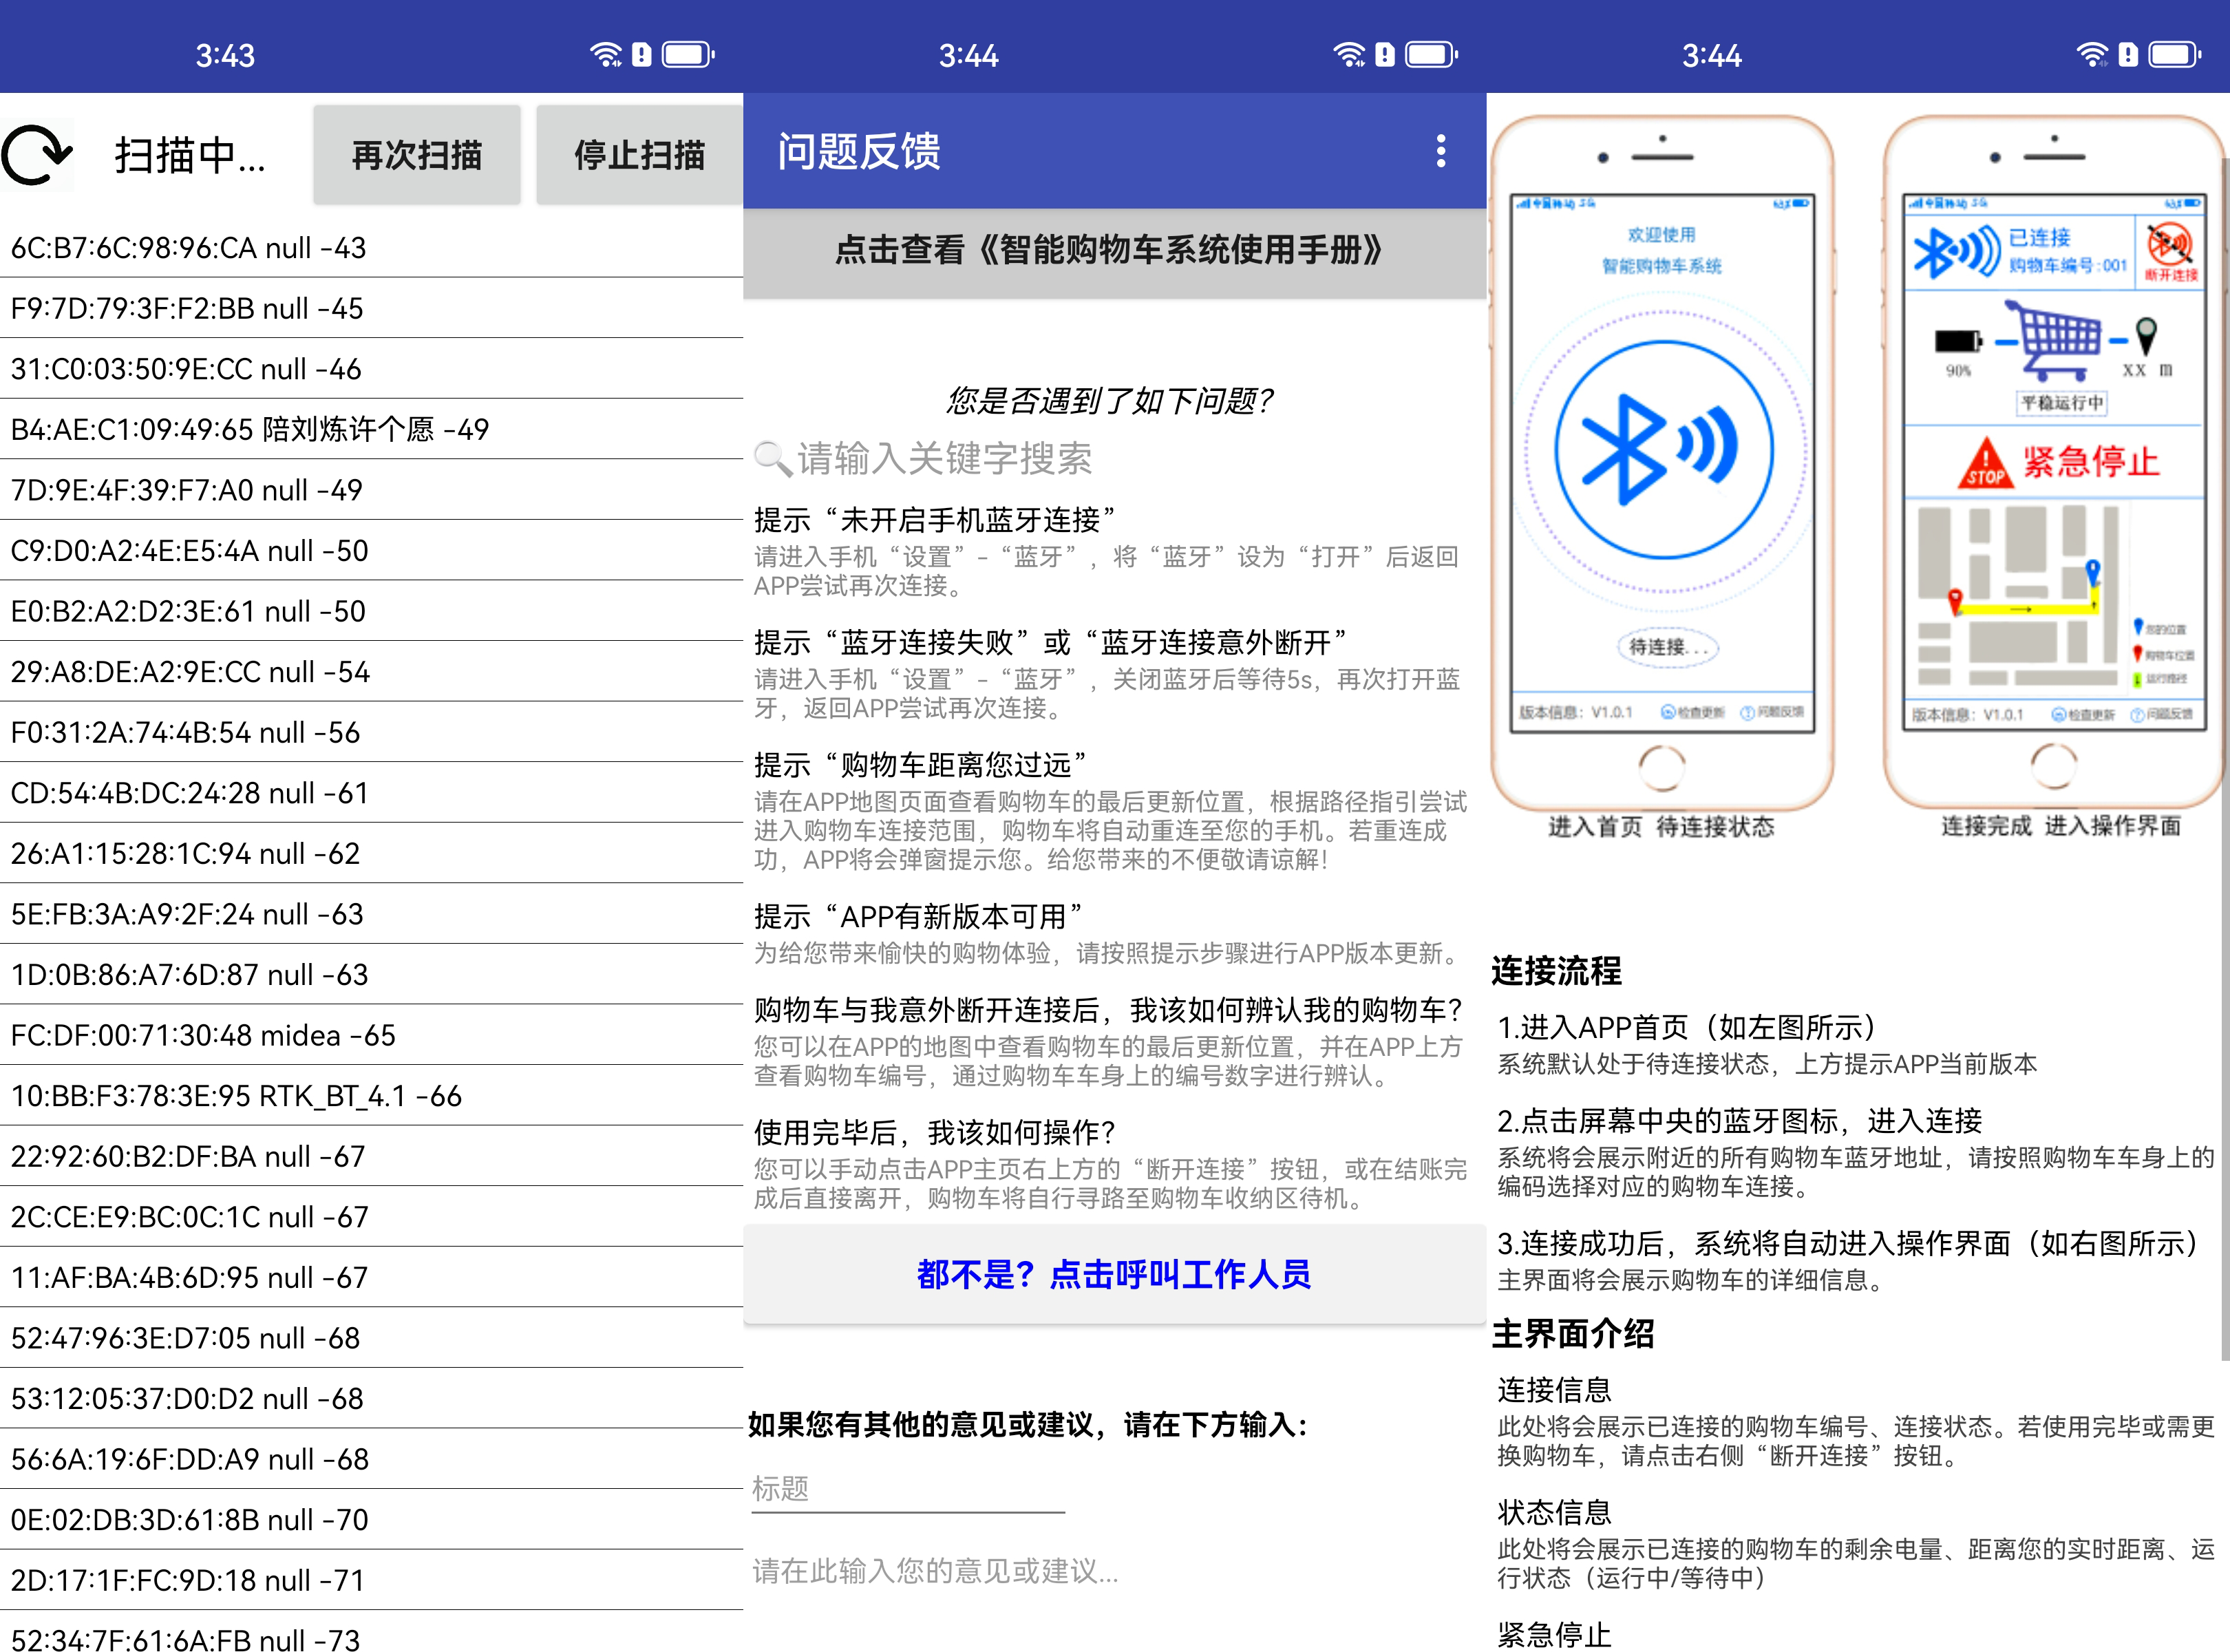 3:43
扫描中...
再次扫描
停止扫描
6C:B7:6C:98:96:CA null -43
F9:7D:79:3F:F2:BB null -45
31:C0:03:50:9E:CC null -46
B4:AE:C1:09:49:65 陪刘炼许个愿 -49
7D:9E:4F:39:F7:A0 null -49
C9:D0:A2:4E:E5:4A null -50
E0:B2:A2:D2:3E:61 null -50
29:A8:DE:A2:9E:CC null -54
F0:31:2A:74:4B:54 null -56
CD:54:4B:DC:24:28 null -61
26:A1:15:28:1C:94 null -62
5E:FB:3A:A9:2F:24 null -63
1D:0B:86:A7:6D:87 null -63
FC:DF:00:71:30:48 midea -65
10:BB:F3:78:3E:95 RTK_BT_4.1 -66
22:92:60:B2:DF:BA null -67
2C:CE:E9:BC:0C:1C null -67
11:AF:BA:4B:6D:95 null -67
52:47:96:3E:D7:05 null -68
53:12:05:37:D0:D2 null -68
56:6A:19:6F:DD:A9 null -68
0E:02:DB:3D:61:8B null -70
2D:17:1F:FC:9D:18 null -71
52:34:7F:61:6A:FB null -73
3:44
问题反馈
点击查看《智能购物车系统使用手册》
您是否遇到了如下问题？
请输入关键字搜索
提示“未开启手机蓝牙连接”
请进入手机“设置”-“蓝牙”，将“蓝牙”设为“打开”后返回
APP尝试再次连接。
提示“蓝牙连接失败”或“蓝牙连接意外断开”
请进入手机“设置”-“蓝牙”，关闭蓝牙后等待5s，再次打开蓝
牙，返回APP尝试再次连接。
提示“购物车距离您过远”
请在APP地图页面查看购物车的最后更新位置，根据路径指引尝试
进入购物车连接范围，购物车将自动重连至您的手机。若重连成
功，APP将会弹窗提示您。给您带来的不便敬请谅解！
提示“APP有新版本可用”
为给您带来愉快的购物体验，请按照提示步骤进行APP版本更新。
购物车与我意外断开连接后，我该如何辨认我的购物车？
您可以在APP的地图中查看购物车的最后更新位置，并在APP上方
查看购物车编号，通过购物车车身上的编号数字进行辨认。
使用完毕后，我该如何操作？
您可以手动点击APP主页右上方的“断开连接”按钮，或在结账完
成后直接离开，购物车将自行寻路至购物车收纳区待机。
都不是？点击呼叫工作人员
如果您有其他的意见或建议，请在下方输入：
标题
请在此输入您的意见或建议...
3:44
中国移动 5G
欢迎使用
智能购物车系统
待连接...
版本信息：V1.0.1 检查更新 问题反馈
进入首页 待连接状态
中国移动 5G
已连接
购物车编号:001
断开连接
90%
XX m
平稳运行中
STOP
紧急停止
您的位置
购物车位置
运行路径
版本信息：V1.0.1 检查更新 问题反馈
连接完成 进入操作界面
连接流程
1.进入APP首页（如左图所示）
系统默认处于待连接状态，上方提示APP当前版本
2.点击屏幕中央的蓝牙图标，进入连接
系统将会展示附近的所有购物车蓝牙地址，请按照购物车车身上的
编码选择对应的购物车连接。
3.连接成功后，系统将自动进入操作界面（如右图所示）
主界面将会展示购物车的详细信息。
主界面介绍
连接信息
此处将会展示已连接的购物车编号、连接状态。若使用完毕或需更
换购物车，请点击右侧“断开连接”按钮。
状态信息
此处将会展示已连接的购物车的剩余电量、距离您的实时距离、运
行状态（运行中/等待中）
紧急停止